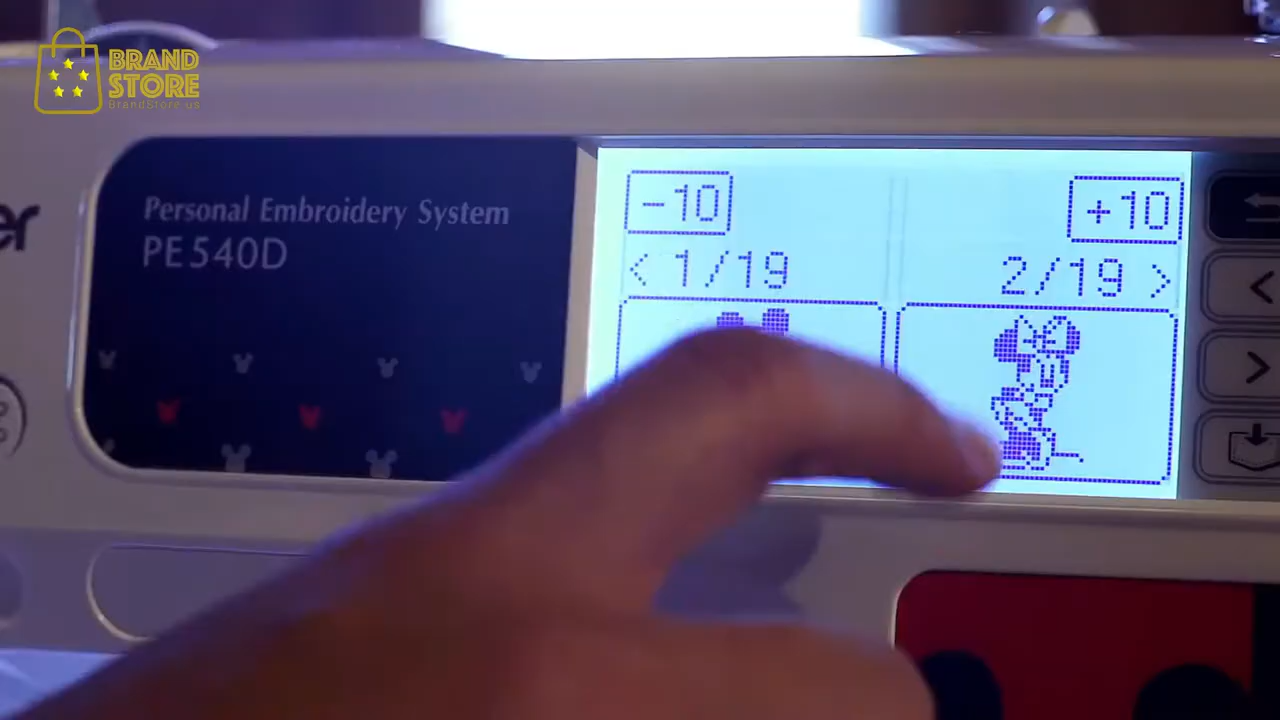 BRAND
STORE
BrandStore.us
Personal Embroidery System
PE540D
-10
+10
< 1/19
2/19 >